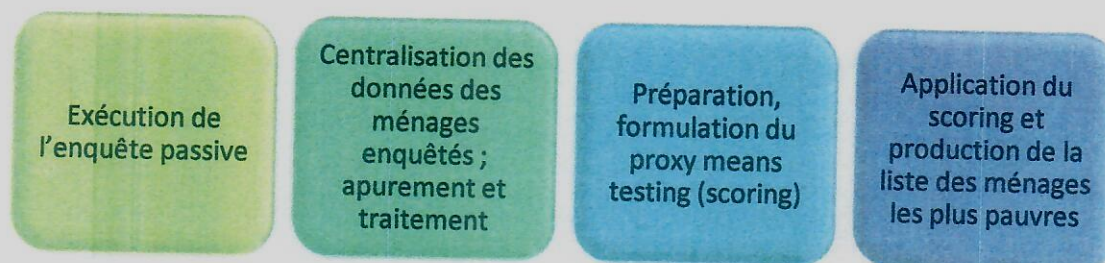 Exécution de
l'enquête passive
Centralisation des
données des
ménages
enquêtés ;
apurement et
traitement
Préparation,
formulation du
proxy means
testing (scoring)
Application du
scoring et
production de la
liste des ménages
les plus pauvres